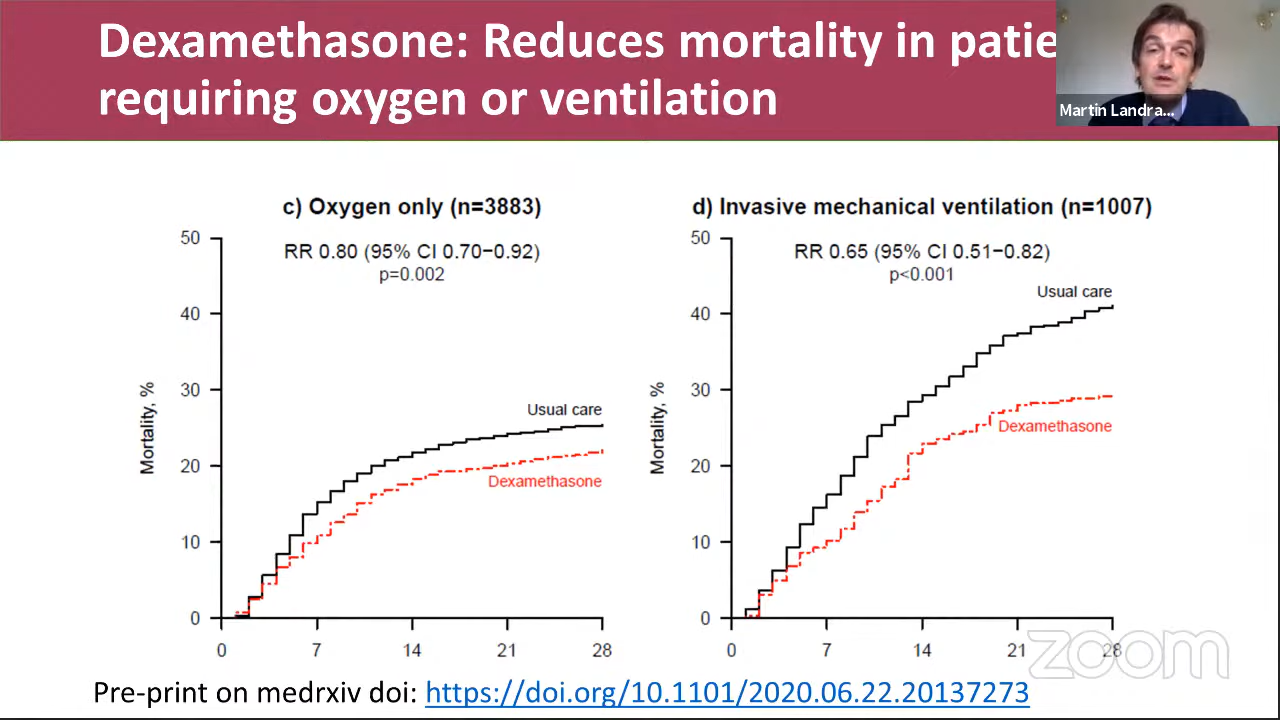 Dexamethasone: Reduces mortality in patie
requiring oxygen or ventilation
Martin Landra...
c) Oxygen only (n=3883)
RR 0.80 (95% CI 0.70−0.92)
p=0.002
50
40
30
20
10
0
Mortality, %
Usual care
Dexamethasone
0 7 14 21 28
d) Invasive mechanical ventilation (n=1007)
RR 0.65 (95% CI 0.51−0.82)
p<0.001
50
40
30
20
10
0
Mortality, %
Usual care
Dexamethasone
0 7 14 21 28
zoom
Pre-print on medrxiv doi: https://doi.org/10.1101/2020.06.22.20137273